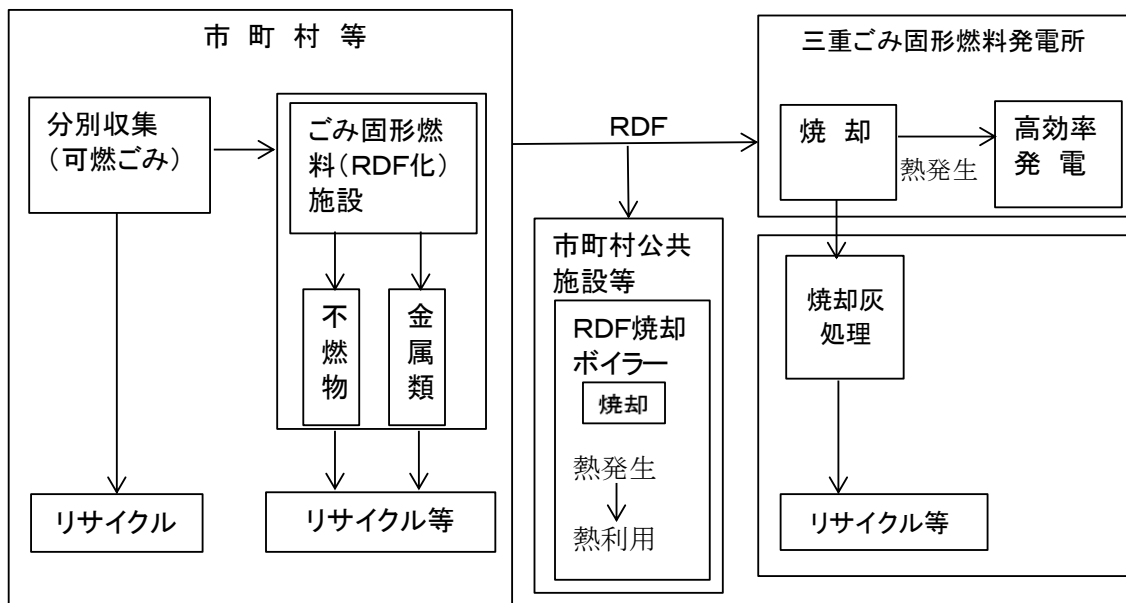 市 町 村 等
分別収集
（可燃ごみ）
ごみ固形燃
料（RDF化）
施設
不燃物
金属類
リサイクル
リサイクル等
RDF
市町村公共
施設等
RDF焼却
ボイラー
焼却
熱発生
熱利用
三重ごみ固形燃料発電所
焼 却
熱発生
高効率
発 電
焼却灰
処理
リサイクル等